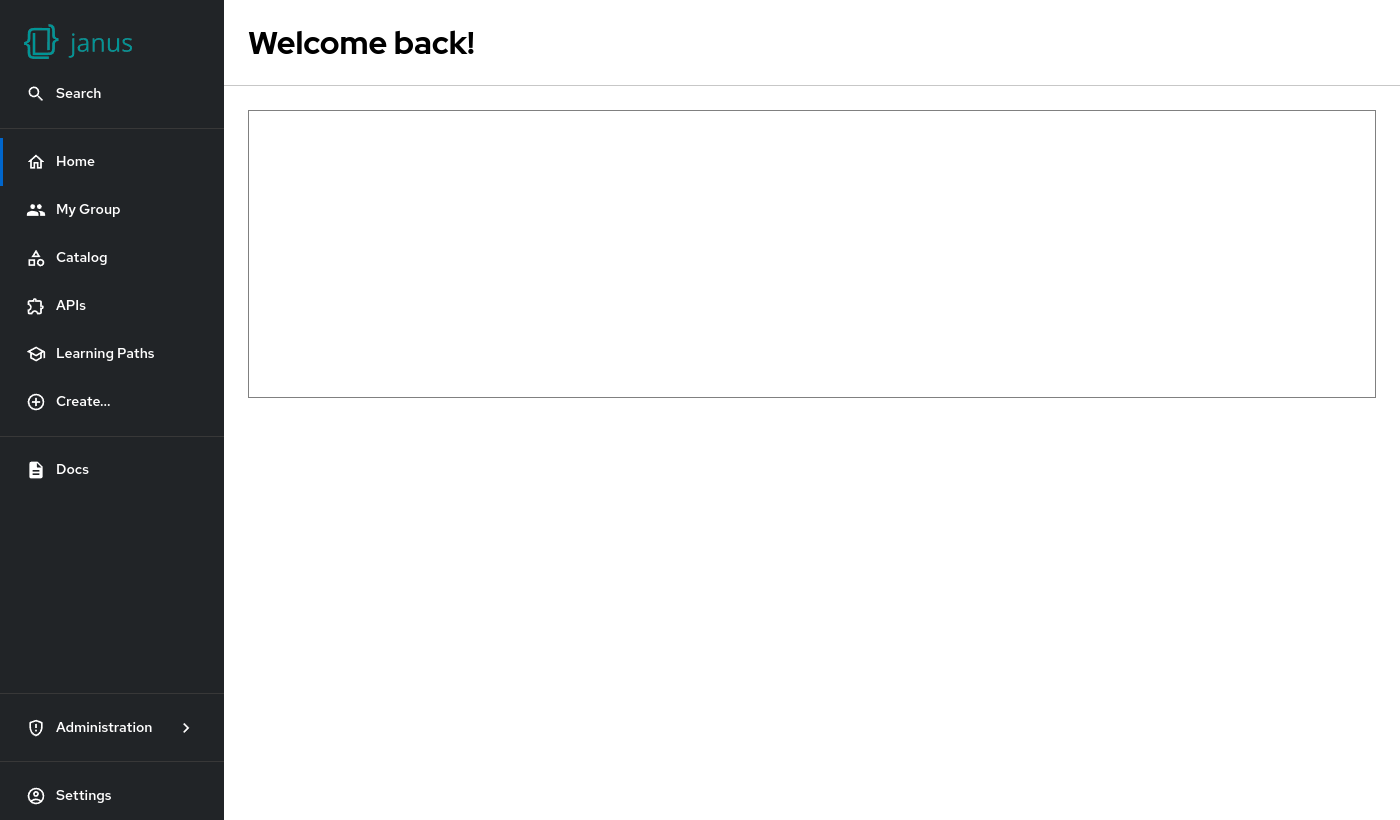 janus
Search
Home
My Group
Catalog
APIs
Learning Paths
Create...
Docs
Administration
Settings
Welcome back!